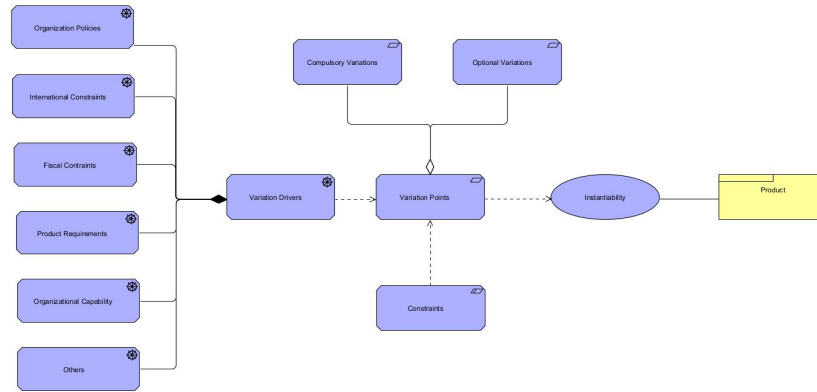 Organization Policies
International Constraints
Fiscal Contraints
Product Requirements
Organizational Capability
Others
Variation Drivers
Compulsory Variations
Optional Variations
Variation Points
Constraints
Instantiability
Product